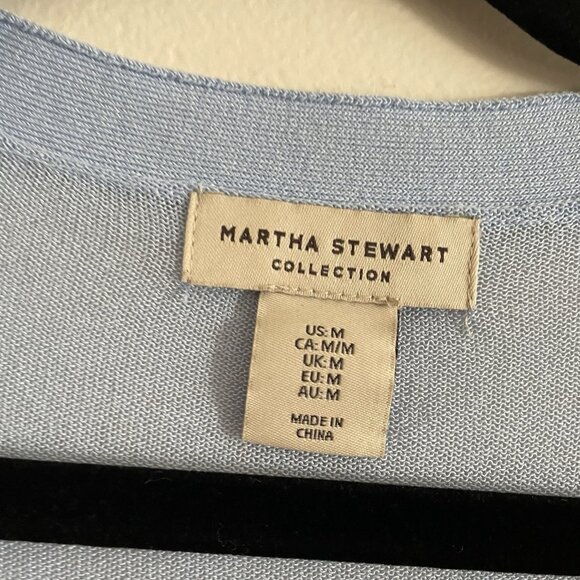 MARTHA STEWART
COLLECTION
US: M
CA: M/M
UK: M
EU: M
AU: M
MADE IN
CHINA